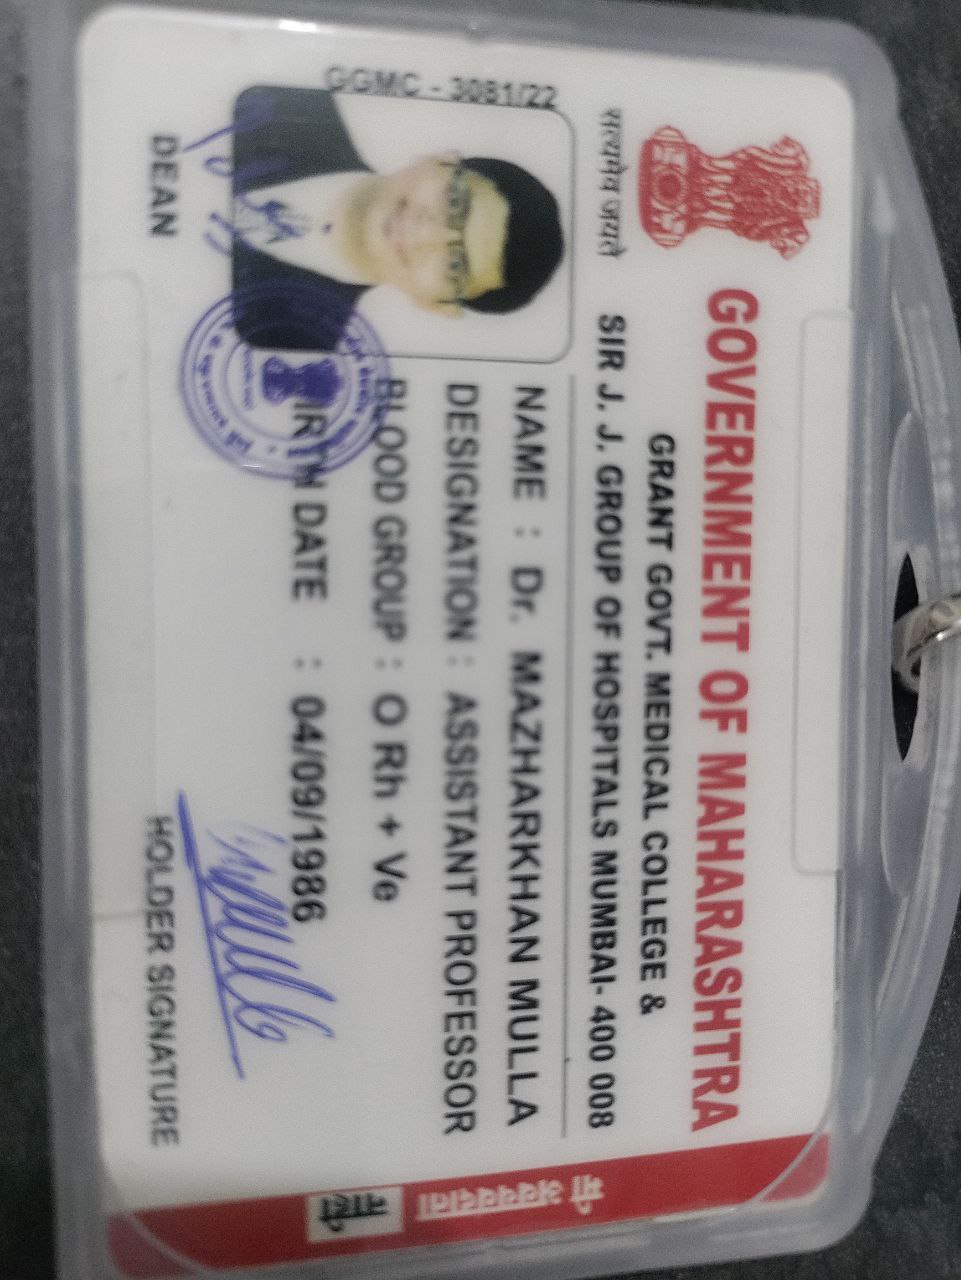 GGMC - 3081/22
सत्यमेव जयते
GOVERNMENT OF MAHARASHTRA
GRANT GOVT. MEDICAL COLLEGE &
SIR J. J. GROUP OF HOSPITALS MUMBAI- 400 008
NAME : Dr. MAZHARKHAN MULLA
DESIGNATION : ASSISTANT PROFESSOR
BLOOD GROUP : O Rh + Ve
BIRTH DATE : 04/09/1986
DEAN
HOLDER SIGNATURE